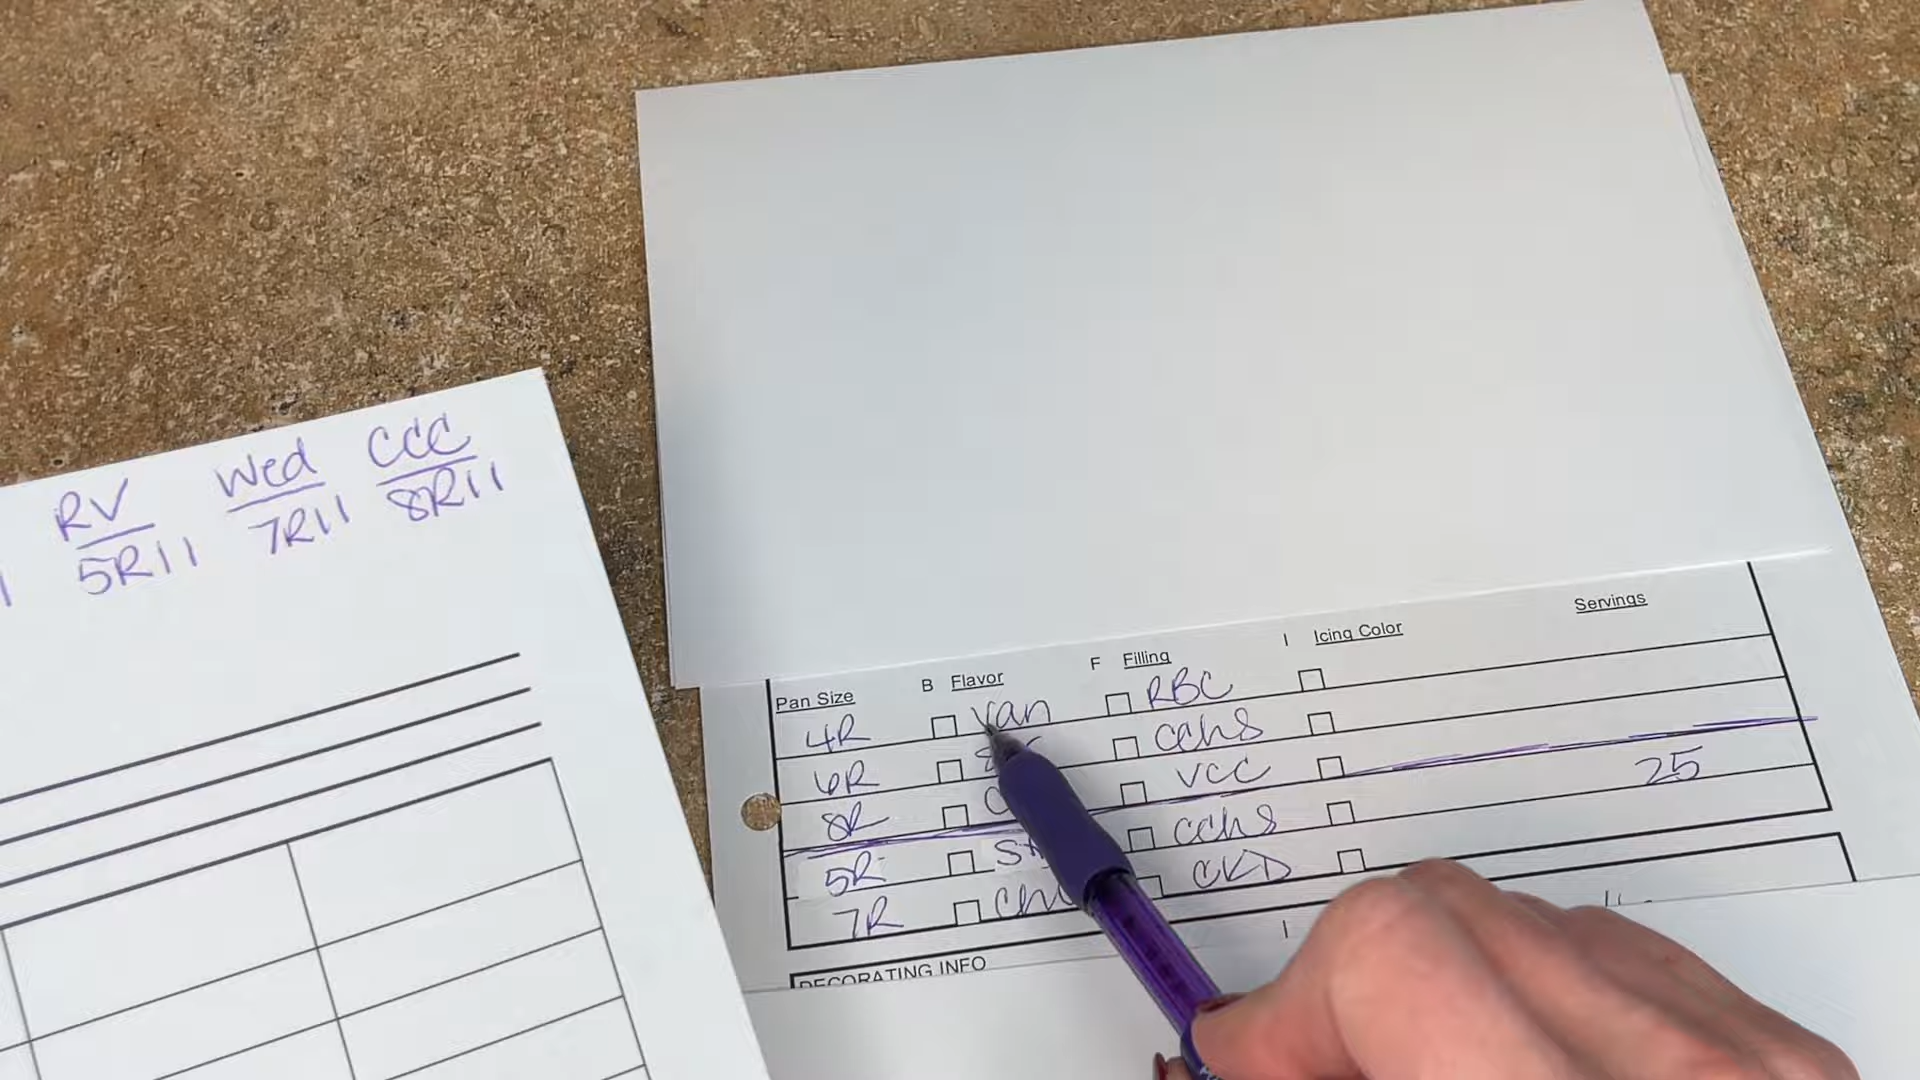 RV Wed CCC
5R11 7R11 8R11
Servings
Pan Size B Flavor F Filling I Icing Color
4R Van RBC
6R cchs
8R VCC
5R cchs 25
7R CKD
I
DECORATING INFO